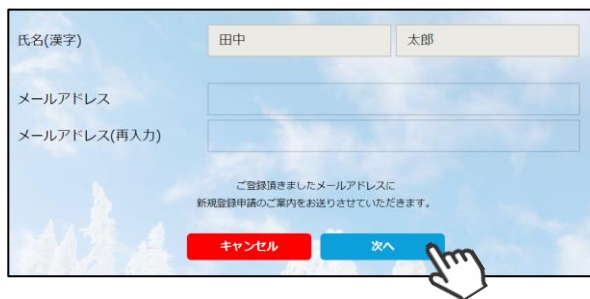 氏名(漢字) 田中 太郎
メールアドレス
メールアドレス(再入力)
ご登録頂きましたメールアドレスに
新規登録申請のご案内をお送りさせていただきます。
キャンセル 次へ